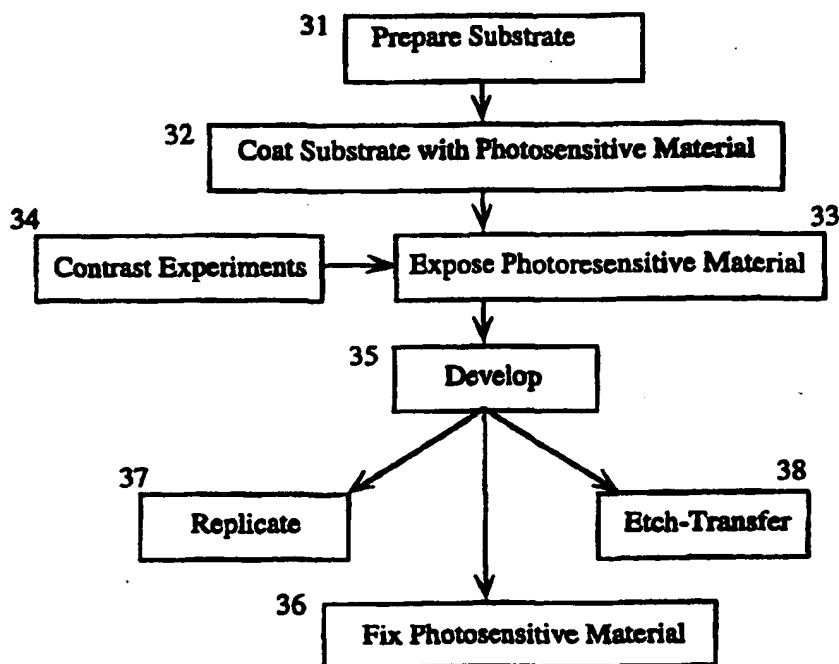 31
Prepare Substrate
32
Coat Substrate with Photosensitive Material
34
33
Contrast Experiments
Expose Photoresensitive Material
35
Develop
37
38
Replicate
Etch-Transfer
36
Fix Photosensitive Material